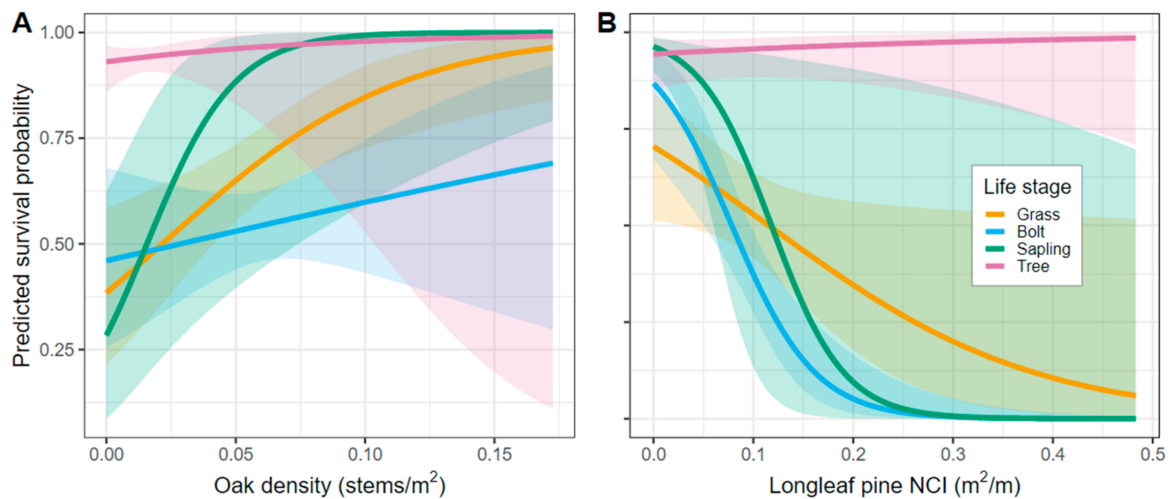 A
B
Predicted survival probability
1.00
0.75
0.50
0.25
0.00
0.05
0.10
0.15
Oak density (stems/m²)
Life stage
Grass
Bolt
Sapling
Tree
0.0
0.1
0.2
0.3
0.4
0.5
Longleaf pine NCI (m²/m)